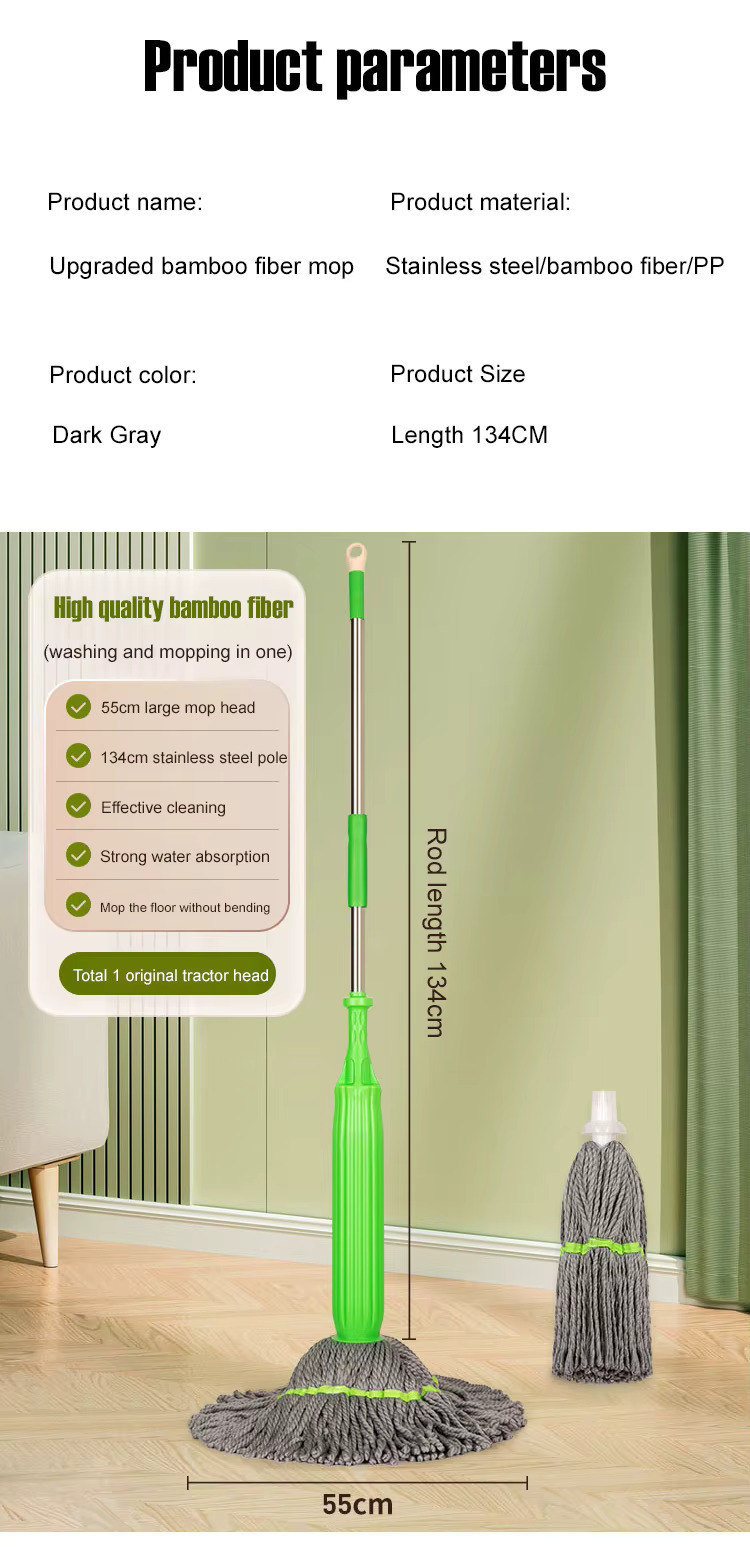 Product parameters
Product name:
Product material:
Upgraded bamboo fiber mop
Stainless steel/bamboo fiber/PP
Product color:
Product Size
Dark Gray
Length 134CM
High quality bamboo fiber
(washing and mopping in one)
55cm large mop head
134cm stainless steel pole
Effective cleaning
Strong water absorption
Mop the floor without bending
Total 1 original tractor head
Rod length 134cm
55cm